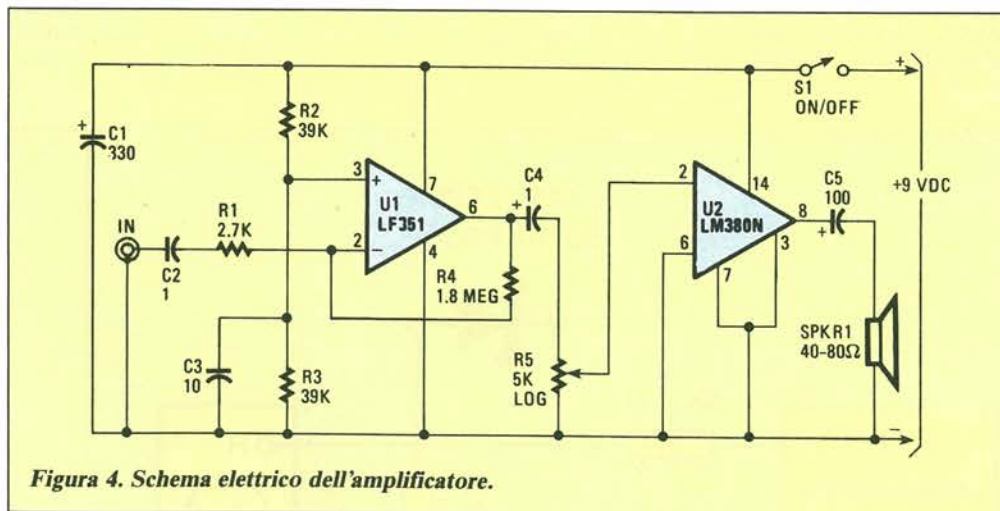 +
S1
ON/OFF
+
R2
39K
+
C1
330
3
+
7
U1
LF351
6
2
−
4
C4
+
1
2
14
U2
LM380N
8
6
7
3
C5
100
+
+9 VDC
IN
R1
2.7K
C2
1
R4
1.8 MEG
C3
10
R3
39K
R5
5K
LOG
SPKR1
40-80Ω
−
Figura 4. Schema elettrico dell'amplificatore.